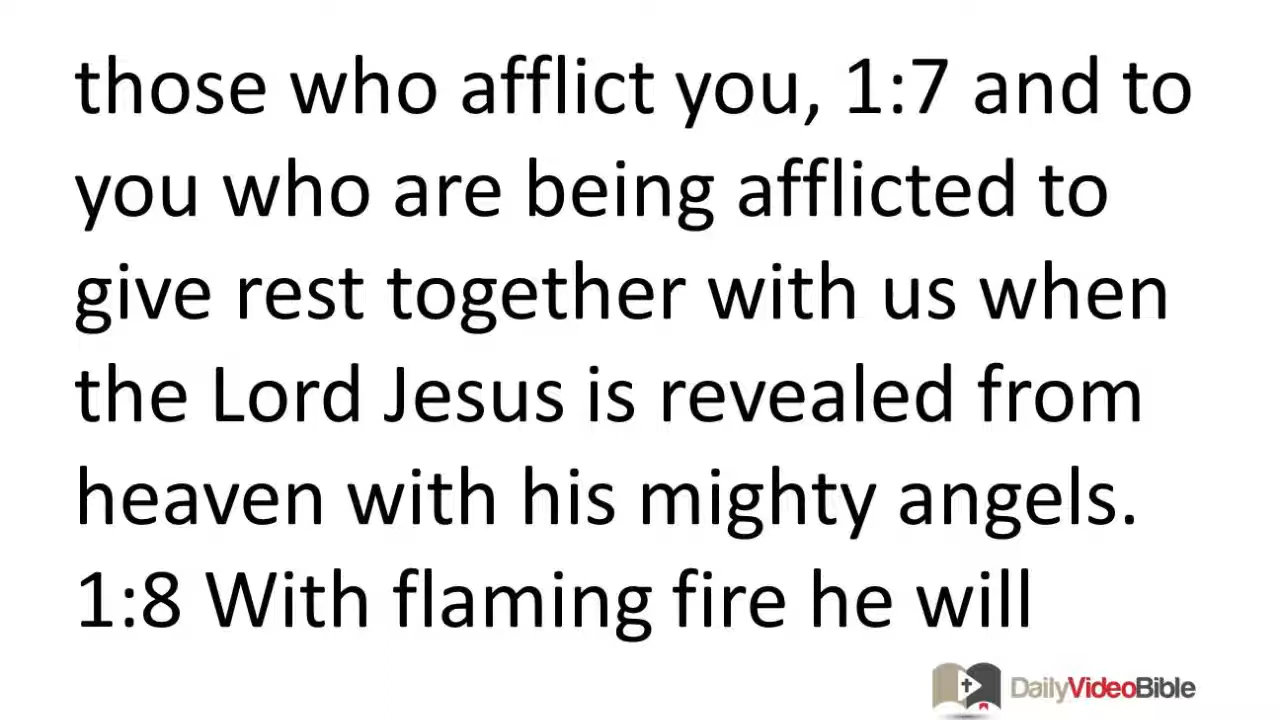 those who afflict you, 1:7 and to
you who are being afflicted to
give rest together with us when
the Lord Jesus is revealed from
heaven with his mighty angels.
1:8 With flaming fire he will
DailyVideoBible